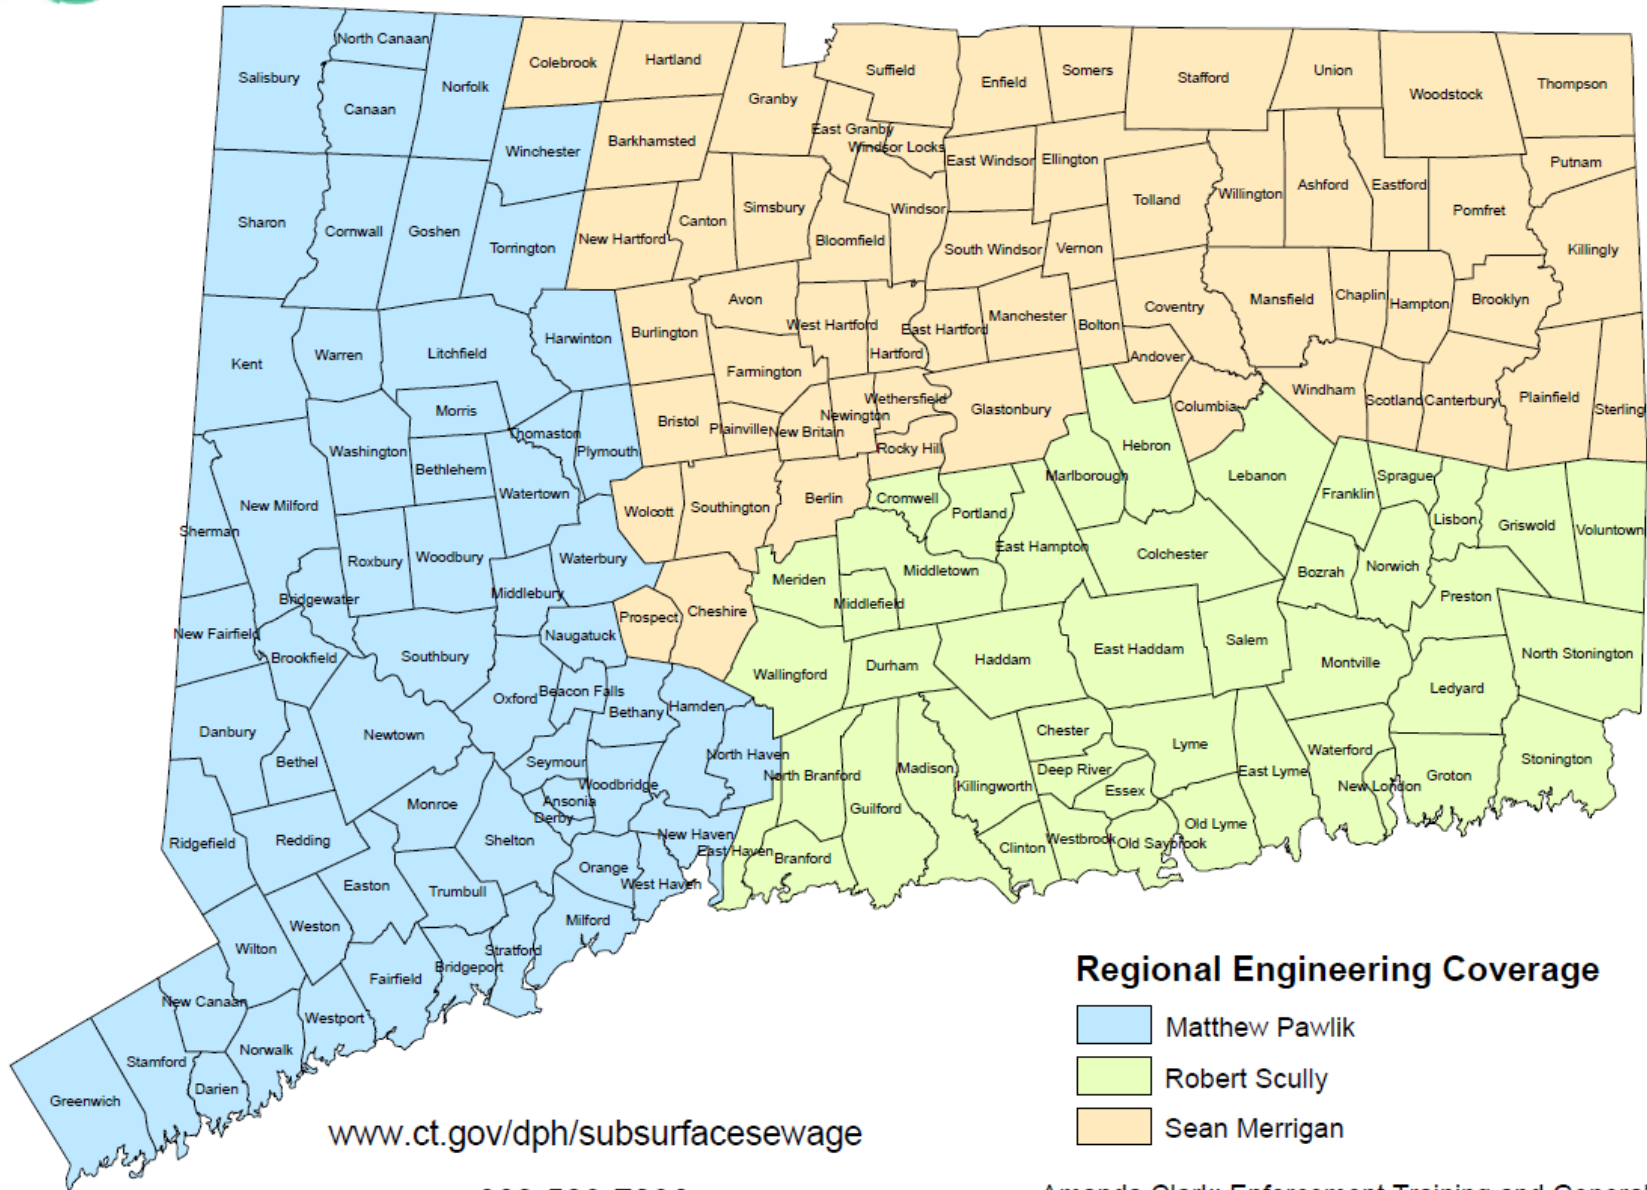 North Canaan
Salisbury
Canaan
Norfolk
Colebrook
Hartland
Granby
Suffield
Enfield
Somers
Stafford
Union
Woodstock
Thompson
Winchester
Barkhamsted
East Granby
Windsor Locks
East Windsor
Ellington
Tolland
Willington
Ashford
Eastford
Pomfret
Putnam
Killingly
Sharon
Cornwall
Goshen
Torrington
New Hartford
Canton
Simsbury
Bloomfield
Windsor
South Windsor
Vernon
Coventry
Mansfield
Chaplin
Hampton
Brooklyn
Kent
Warren
Litchfield
Harwinton
Burlington
Avon
West Hartford
Hartford
East Hartford
Manchester
Bolton
Andover
Farmington
Morris
Washington
Bethlehem
Thomaston
Plymouth
Bristol
Plainville
New Britain
Newington
Wethersfield
Rocky Hill
Glastonbury
Columbia
Windham
Scotland
Canterbury
Plainfield
Sterling
Hebron
Marlborough
Lebanon
Franklin
Sprague
Lisbon
Griswold
Voluntown
New Milford
Sherman
Watertown
Wolcott
Southington
Berlin
Cromwell
Portland
East Hampton
Colchester
Bozrah
Norwich
Preston
Roxbury
Woodbury
Waterbury
Middlebury
Bridgewater
New Fairfield
Brookfield
Southbury
Naugatuck
Prospect
Cheshire
Meriden
Middlefield
Middletown
Wallingford
Durham
Haddam
East Haddam
Salem
Montville
Ledyard
North Stonington
Danbury
Bethel
Newtown
Oxford
Beacon Falls
Bethany
Hamden
North Haven
Seymour
Woodbridge
Ansonia
Derby
North Branford
Guilford
Madison
Killingworth
Chester
Deep River
Essex
Lyme
East Lyme
Waterford
New London
Groton
Stonington
Monroe
Shelton
Ridgefield
Redding
Easton
Trumbull
Orange
New Haven
East Haven
West Haven
Branford
Clinton
Westbrook
Old Saybrook
Old Lyme
Milford
Stratford
Bridgeport
Fairfield
Weston
Wilton
New Canaan
Westport
Norwalk
Darien
Stamford
Greenwich
Regional Engineering Coverage
Matthew Pawlik
Robert Scully
Sean Merrigan
www.ct.gov/dph/subsurfacesewage